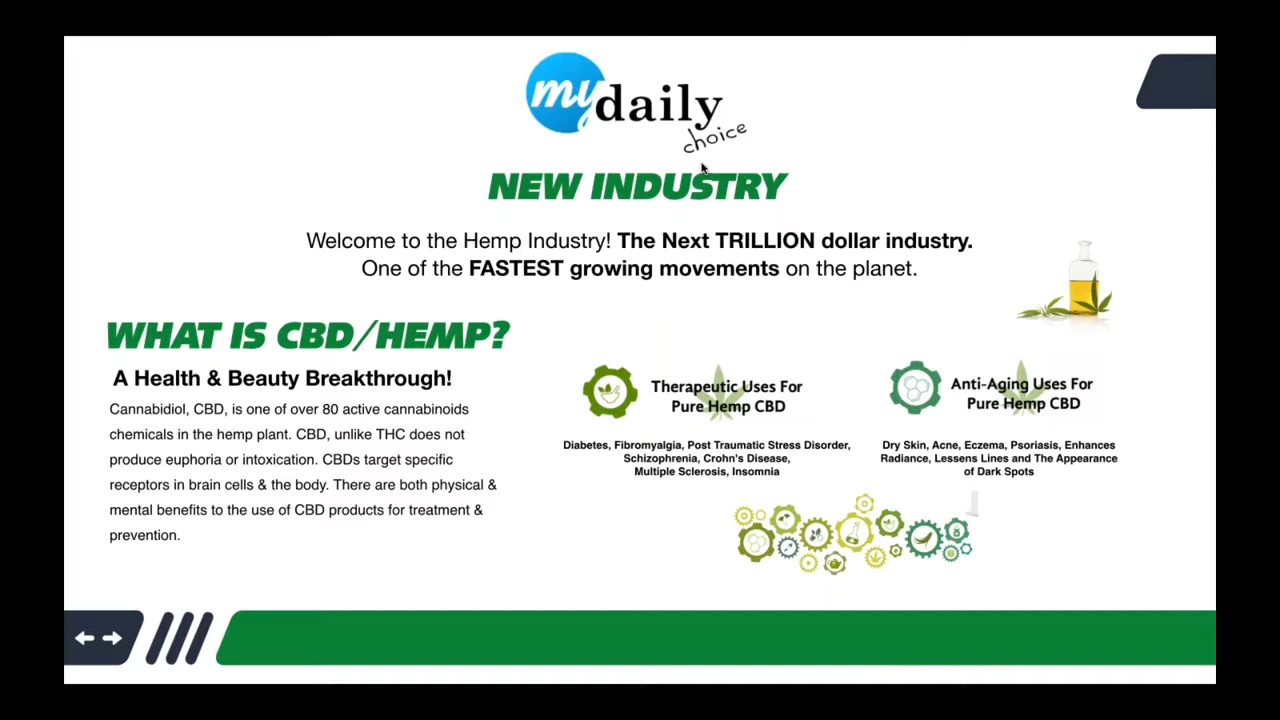 my daily
choice
NEW INDUSTRY
Welcome to the Hemp Industry! The Next TRILLION dollar industry.
One of the FASTEST growing movements on the planet.
WHAT IS CBD/HEMP?
A Health & Beauty Breakthrough!
Cannabidiol, CBD, is one of over 80 active cannabinoids
chemicals in the hemp plant. CBD, unlike THC does not
produce euphoria or intoxication. CBDs target specific
receptors in brain cells & the body. There are both physical &
mental benefits to the use of CBD products for treatment &
prevention.
Therapeutic Uses For
Pure Hemp CBD
Diabetes, Fibromyalgia, Post Traumatic Stress Disorder,
Schizophrenia, Crohn's Disease,
Multiple Sclerosis, Insomnia
Anti-Aging Uses For
Pure Hemp CBD
Dry Skin, Acne, Eczema, Psoriasis, Enhances
Radiance, Lessens Lines and The Appearance
of Dark Spots